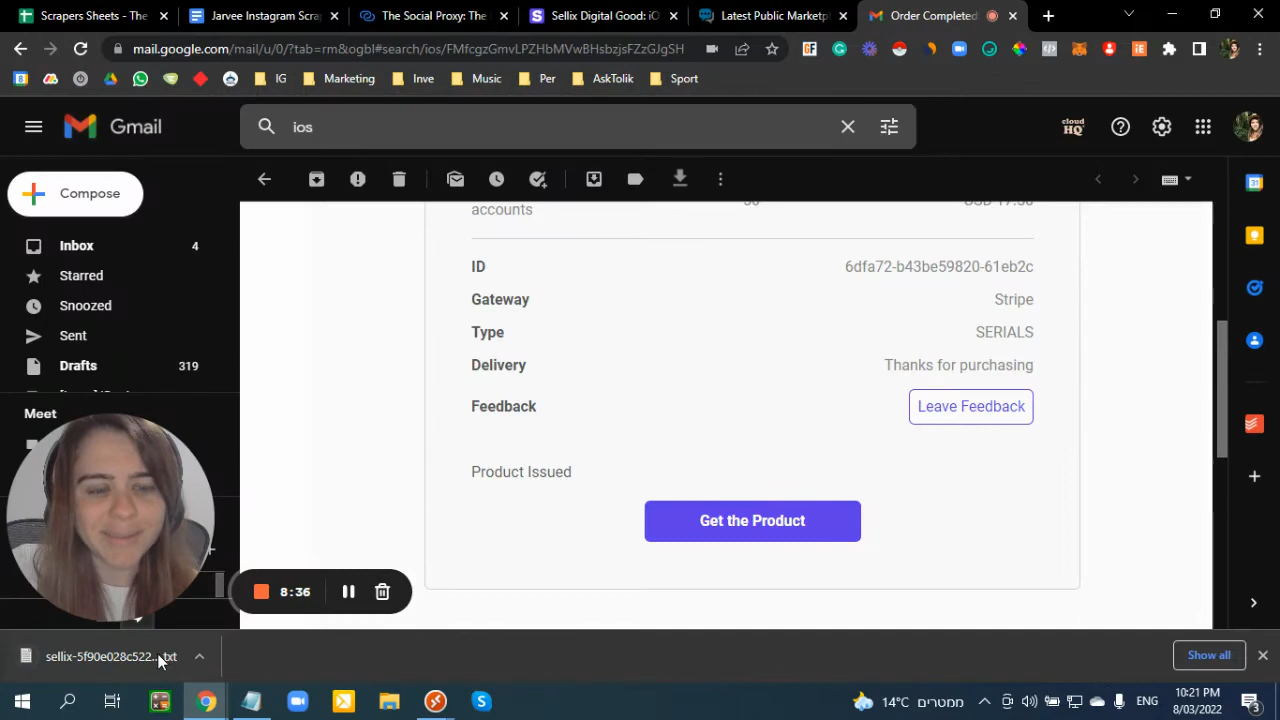 Scrapers Sheets - The
Jarvee Instagram Scra
The Social Proxy: The
Sellix Digital Good: iO
Latest Public Marketp
Order Completed
mail.google.com/mail/u/0/?tab=rm&ogbl#search/ios/FMfcgzGmvLPZHbMVwBHsbzjsFZzGJgSH
IG
Marketing
Inve
Music
Per
AskTolik
Sport
Gmail
ios
cloud
HQ
Compose
Inbox 4
Starred
Snoozed
Sent
Drafts 319
Meet
accounts
ID 6dfa72-b43be59820-61eb2c
Gateway Stripe
Type SERIALS
Delivery Thanks for purchasing
Feedback Leave Feedback
Product Issued
Get the Product
8:36
sellix-5f90e028c522....txt
Show all
14°C ממטרים
ENG
10:21 PM
8/03/2022
3